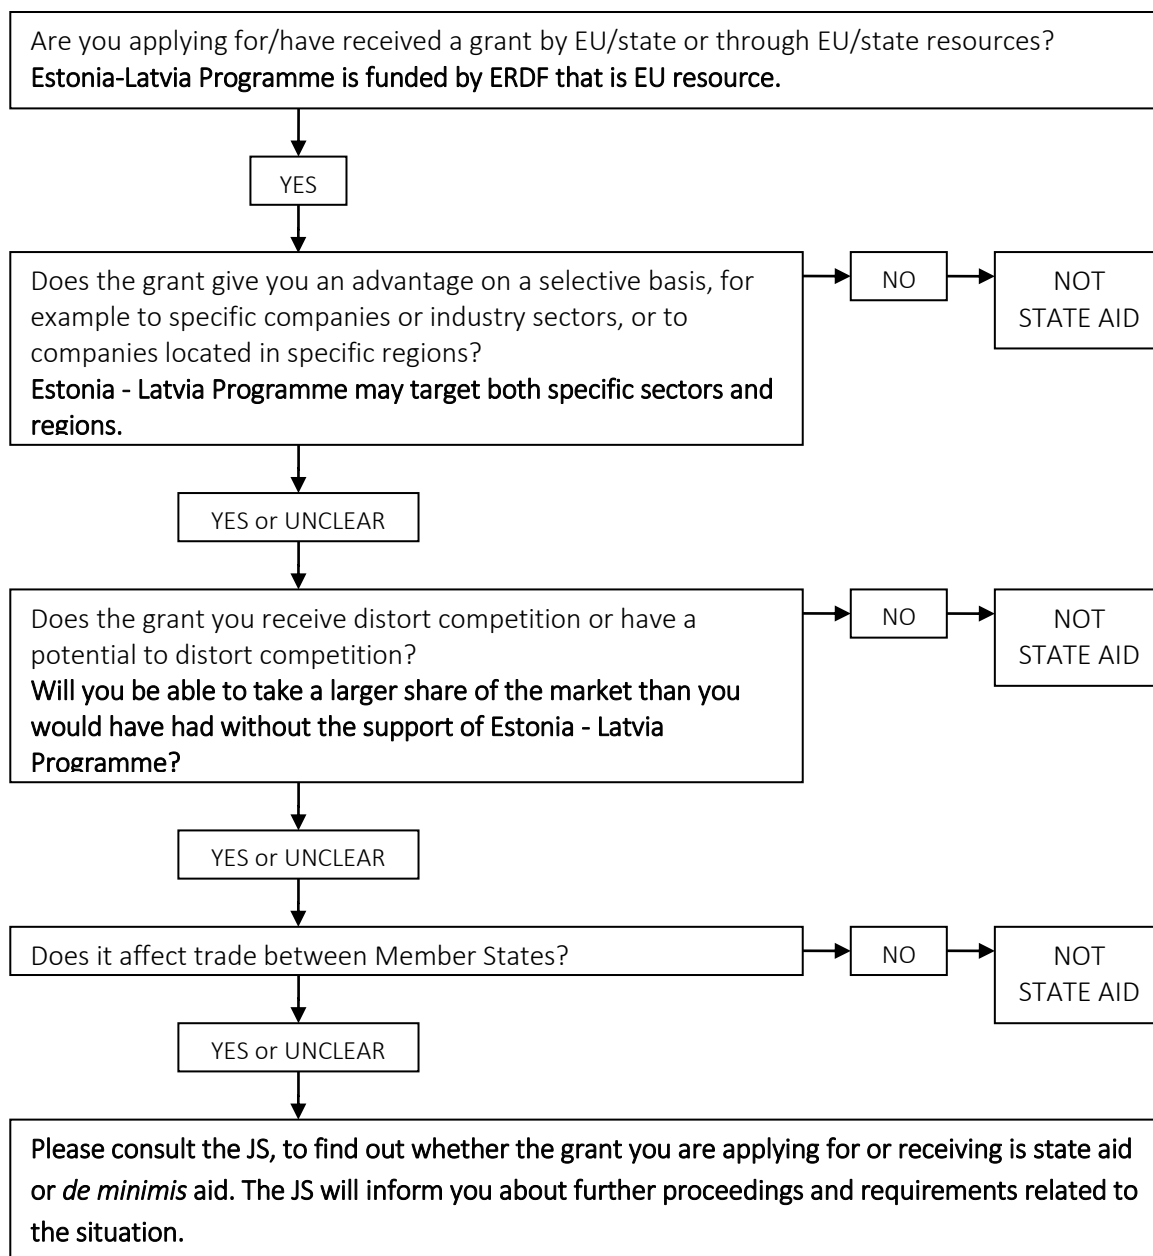 Are you applying for/have received a grant by EU/state or through EU/state resources?
Estonia-Latvia Programme is funded by ERDF that is EU resource.
YES
Does the grant give you an advantage on a selective basis, for
example to specific companies or industry sectors, or to
companies located in specific regions?
Estonia - Latvia Programme may target both specific sectors and
regions.
NO
NOT
STATE AID
YES or UNCLEAR
Does the grant you receive distort competition or have a
potential to distort competition?
Will you be able to take a larger share of the market than you
would have had without the support of Estonia - Latvia
Programme?
NO
NOT
STATE AID
YES or UNCLEAR
Does it affect trade between Member States?
NO
NOT
STATE AID
YES or UNCLEAR
Please consult the JS, to find out whether the grant you are applying for or receiving is state aid
or de minimis aid. The JS will inform you about further proceedings and requirements related to
the situation.